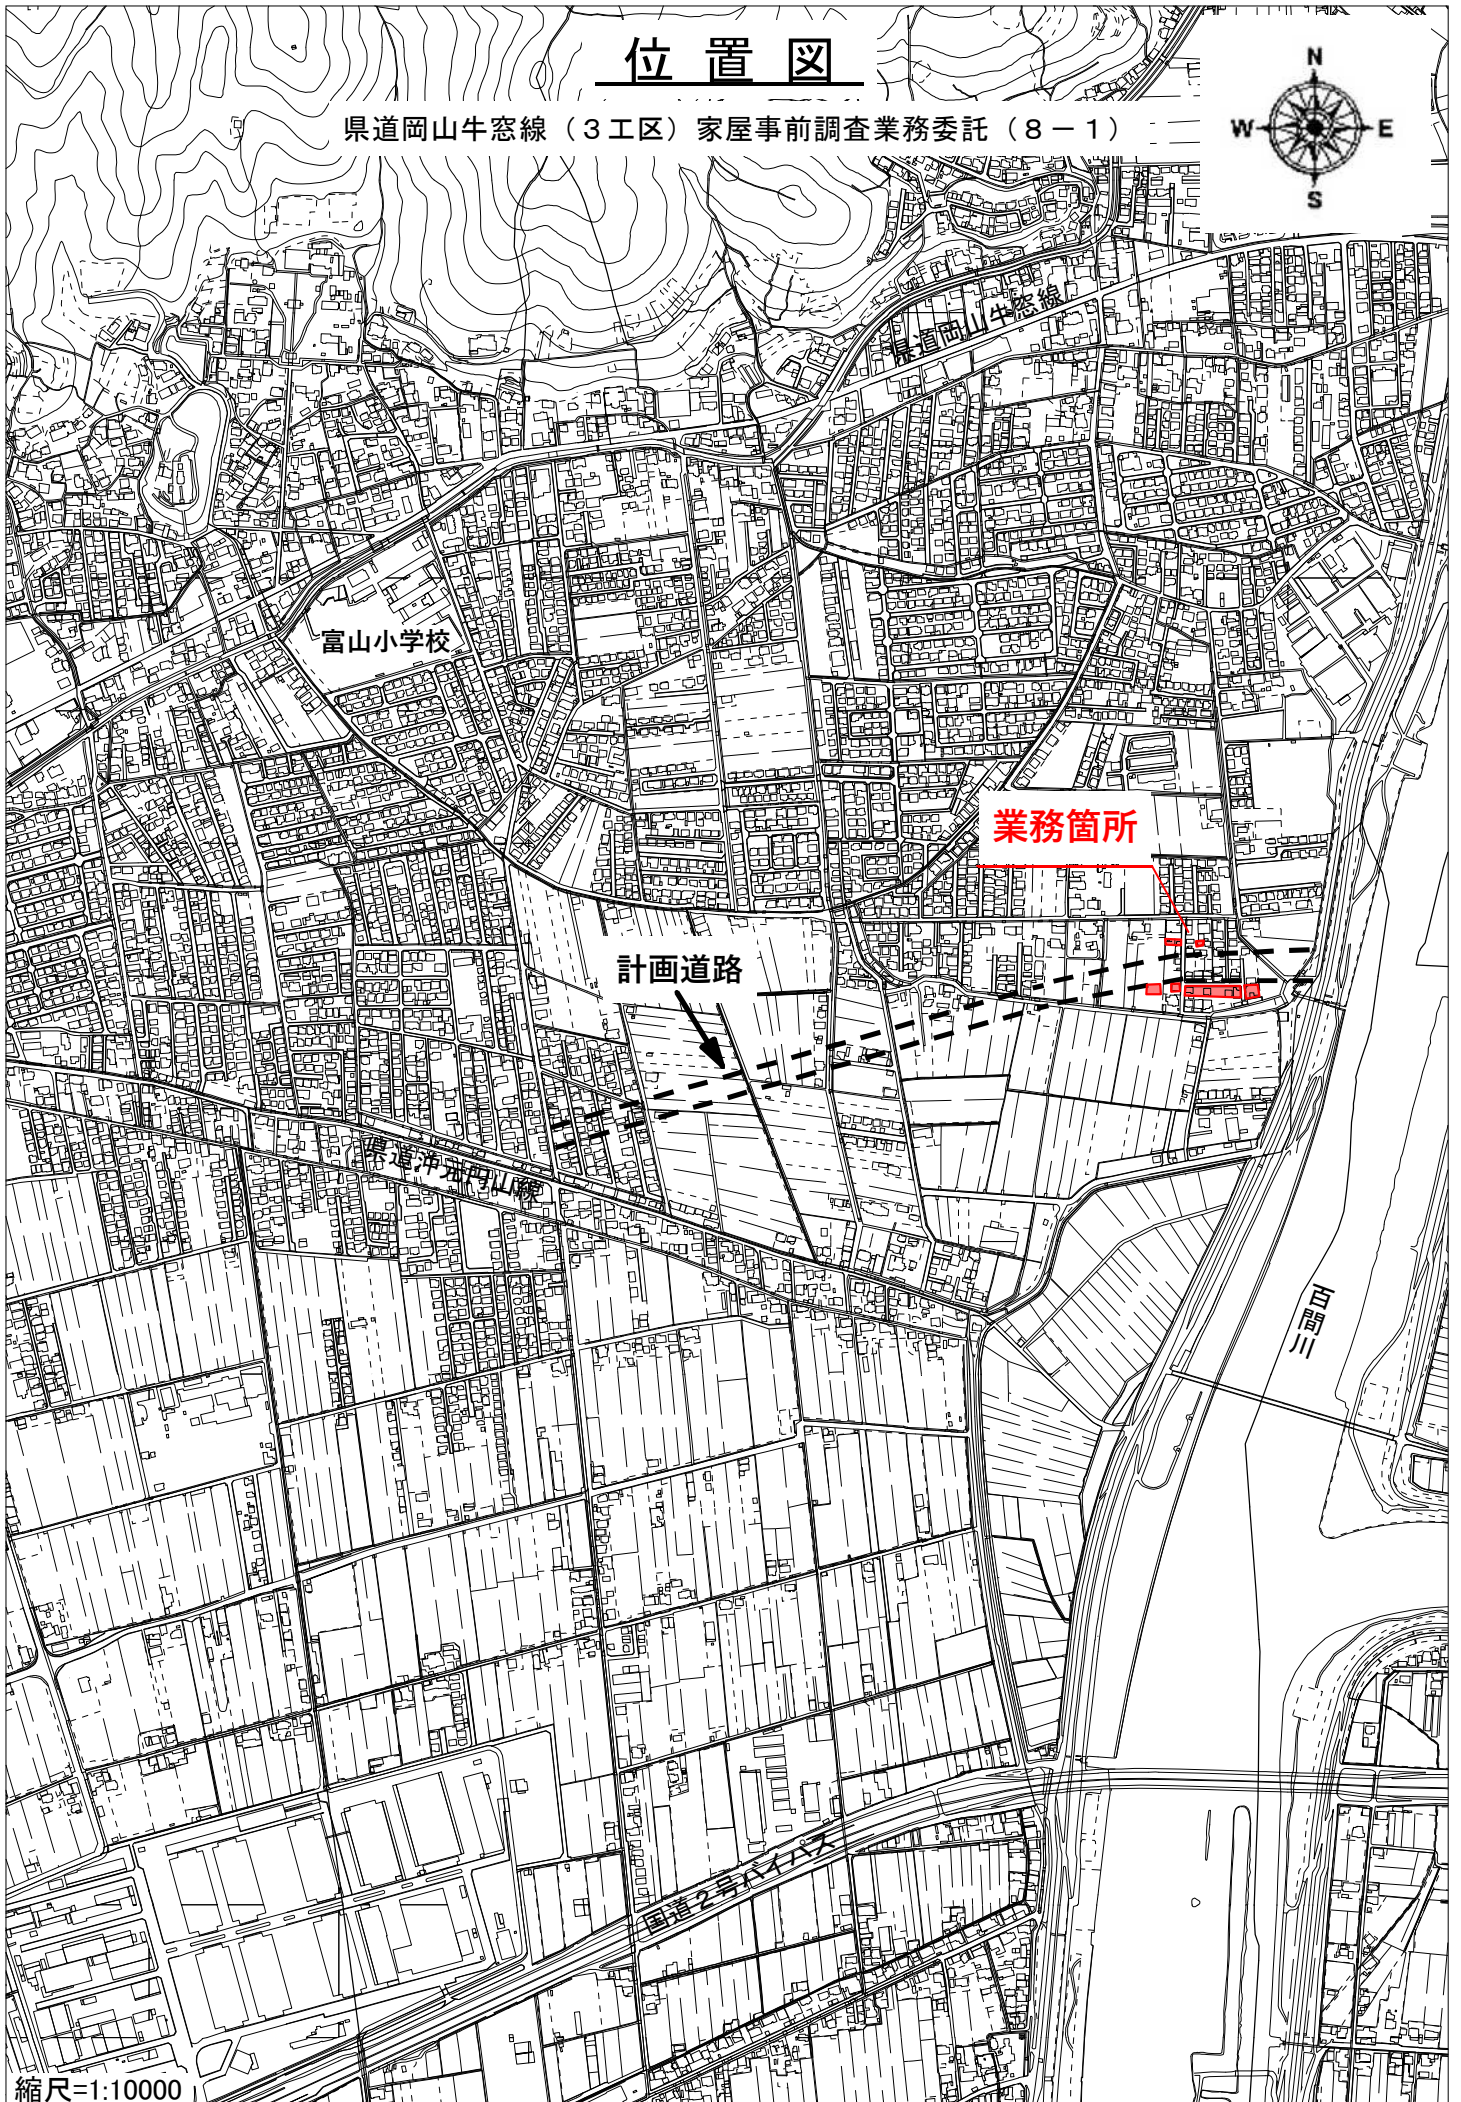 位置図
県道岡山牛窓線（３工区）家屋事前調査業務委託（８－１）
N
W
E
S
県道岡山牛窓線
富山小学校
業務箇所
計画道路
県道沖元円山線
百間川
国道２号バイパス
縮尺=1:10000